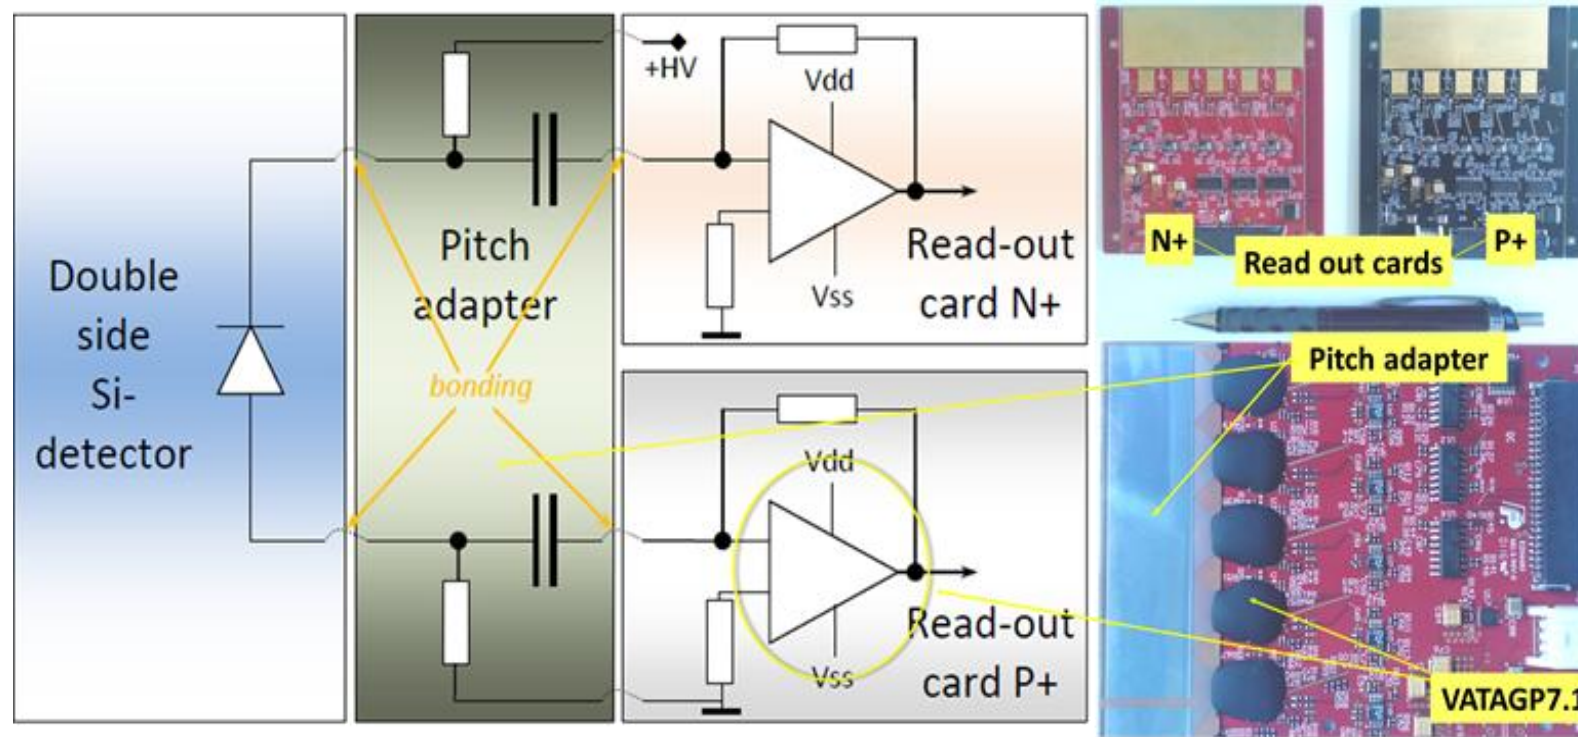 Double
side
Si-
detector
Pitch
adapter
bonding
+HV
Vdd
Vss
Read-out
card N+
Vdd
Vss
Read-out
card P+
N+
Read out cards
P+
Pitch adapter
VATAGP7.1